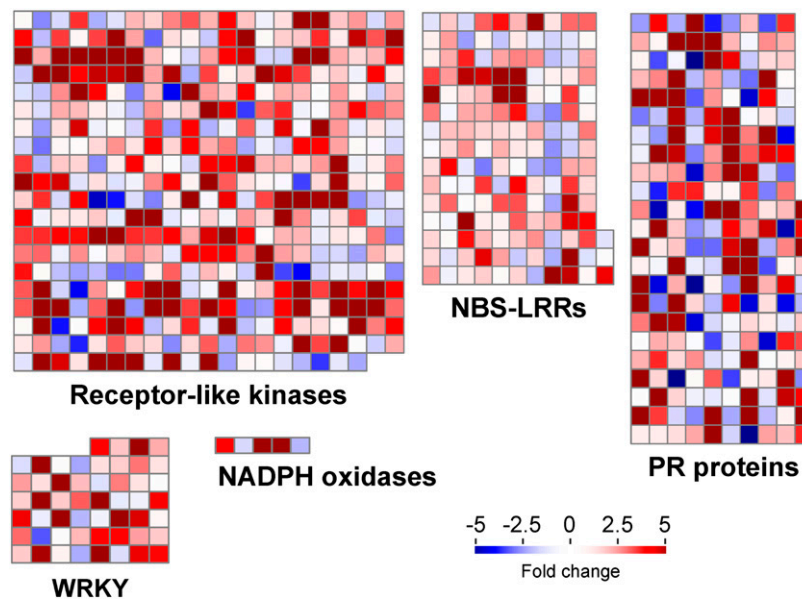 NBS-LRRs
Receptor-like kinases
NADPH oxidases
PR proteins
WRKY
-5 -2.5 0 2.5 5
Fold change